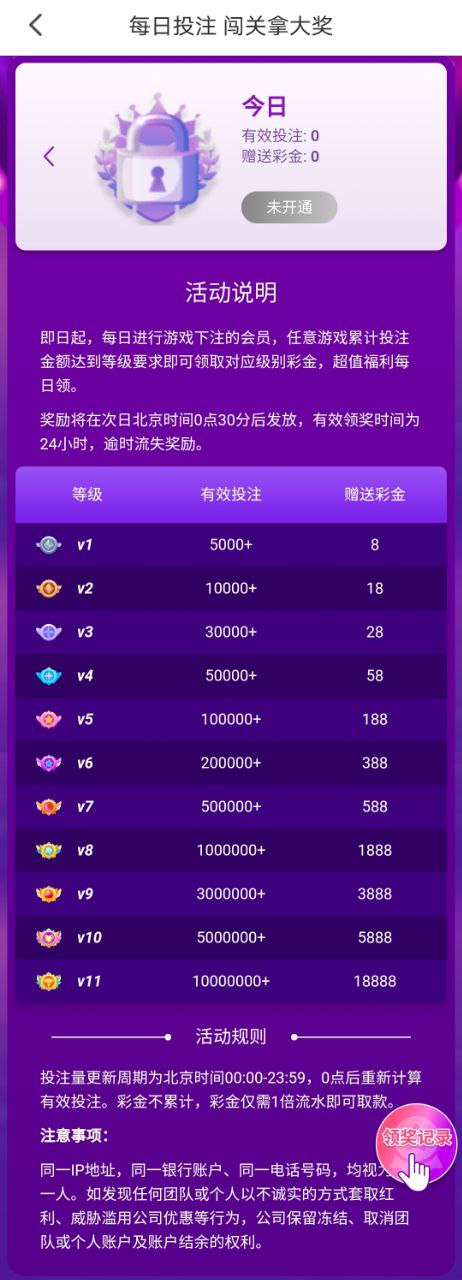 每日投注 闯关拿大奖
今日
有效投注: 0
赠送彩金: 0
未开通
活动说明
即日起，每日进行游戏下注的会员，任意游戏累计投注
金额达到等级要求即可领取对应级别彩金，超值福利每
日领。
奖励将在次日北京时间0点30分后发放，有效领奖时间为
24小时，逾时流失奖励。
等级 有效投注 赠送彩金
v1 5000+ 8
v2 10000+ 18
v3 30000+ 28
v4 50000+ 58
v5 100000+ 188
v6 200000+ 388
v7 500000+ 588
v8 1000000+ 1888
v9 3000000+ 3888
v10 5000000+ 5888
v11 10000000+ 18888
活动规则
投注量更新周期为北京时间00:00-23:59，0点后重新计算
有效投注。彩金不累计，彩金仅需1倍流水即可取款。
领奖记录
注意事项：
同一IP地址，同一银行账户、同一电话号码，均视为
一人。如发现任何团队或个人以不诚实的方式套取红
利、威胁滥用公司优惠等行为，公司保留冻结、取消团
队或个人账户及账户结余的权利。